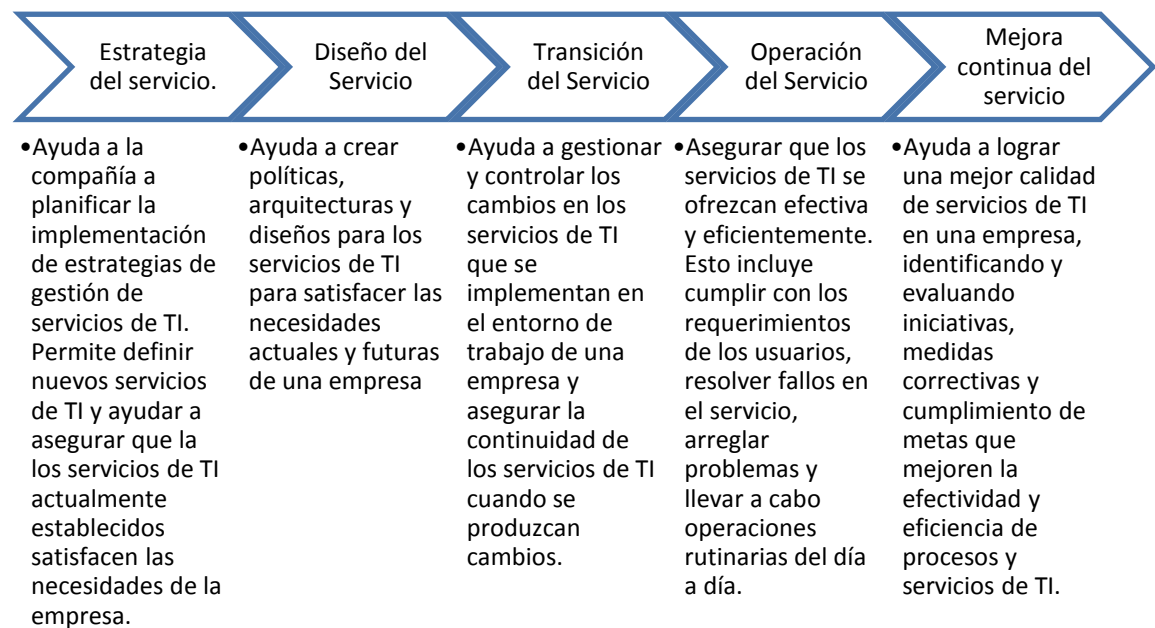 Estrategia
del servicio.
Diseño del
Servicio
Transición
del Servicio
Operación
del Servicio
Mejora
continua del
servicio
•Ayuda a la
compañía a
planificar la
implementación
de estrategias de
gestión de
servicios de TI.
Permite definir
nuevos servicios
de TI y ayudar a
asegurar que la
los servicios de TI
actualmente
establecidos
satisfacen las
necesidades de la
empresa.
•Ayuda a crear
políticas,
arquitecturas y
diseños para los
servicios de TI
para satisfacer las
necesidades
actuales y futuras
de una empresa
•Ayuda a gestionar
y controlar los
cambios en los
servicios de TI
que se
implementan en
el entorno de
trabajo de una
empresa y
asegurar la
continuidad de
los servicios de TI
cuando se
produzcan
cambios.
•Asegurar que los
servicios de TI se
ofrezcan efectiva
y eficientemente.
Esto incluye
cumplir con los
requerimientos
de los usuarios,
resolver fallos en
el servicio,
arreglar
problemas y
llevar a cabo
operaciones
rutinarias del día
a día.
•Ayuda a lograr
una mejor calidad
de servicios de TI
en una empresa,
identificando y
evaluando
iniciativas,
medidas
correctivas y
cumplimiento de
metas que
mejoren la
efectividad y
eficiencia de
procesos y
servicios de TI.